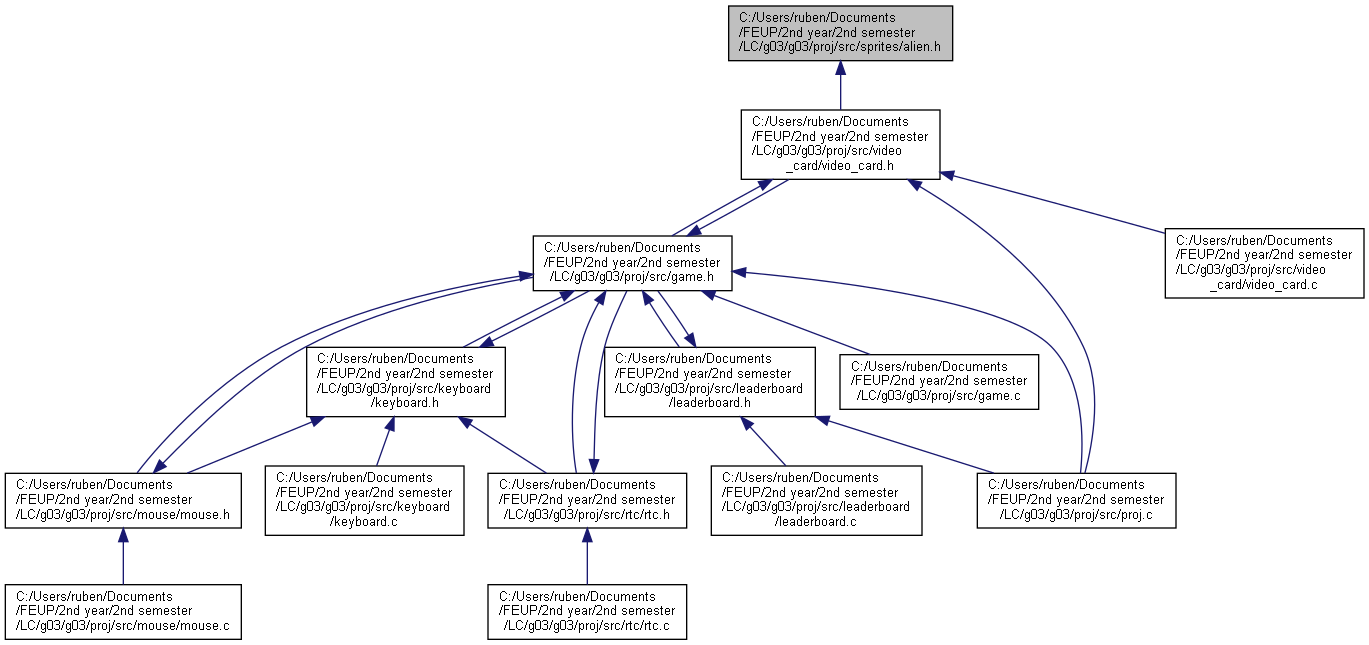 C:/Users/ruben/Documents
/FEUP/2nd year/2nd semester
/LC/g03/g03/proj/src/sprites/alien.h
C:/Users/ruben/Documents
/FEUP/2nd year/2nd semester
/LC/g03/g03/proj/src/video
_card/video_card.h
C:/Users/ruben/Documents
/FEUP/2nd year/2nd semester
/LC/g03/g03/proj/src/game.h
C:/Users/ruben/Documents
/FEUP/2nd year/2nd semester
/LC/g03/g03/proj/src/video
_card/video_card.c
C:/Users/ruben/Documents
/FEUP/2nd year/2nd semester
/LC/g03/g03/proj/src/keyboard
/keyboard.h
C:/Users/ruben/Documents
/FEUP/2nd year/2nd semester
/LC/g03/g03/proj/src/leaderboard
/leaderboard.h
C:/Users/ruben/Documents
/FEUP/2nd year/2nd semester
/LC/g03/g03/proj/src/game.c
C:/Users/ruben/Documents
/FEUP/2nd year/2nd semester
/LC/g03/g03/proj/src/mouse/mouse.h
C:/Users/ruben/Documents
/FEUP/2nd year/2nd semester
/LC/g03/g03/proj/src/keyboard
/keyboard.c
C:/Users/ruben/Documents
/FEUP/2nd year/2nd semester
/LC/g03/g03/proj/src/rtc/rtc.h
C:/Users/ruben/Documents
/FEUP/2nd year/2nd semester
/LC/g03/g03/proj/src/leaderboard
/leaderboard.c
C:/Users/ruben/Documents
/FEUP/2nd year/2nd semester
/LC/g03/g03/proj/src/proj.c
C:/Users/ruben/Documents
/FEUP/2nd year/2nd semester
/LC/g03/g03/proj/src/mouse/mouse.c
C:/Users/ruben/Documents
/FEUP/2nd year/2nd semester
/LC/g03/g03/proj/src/rtc/rtc.c